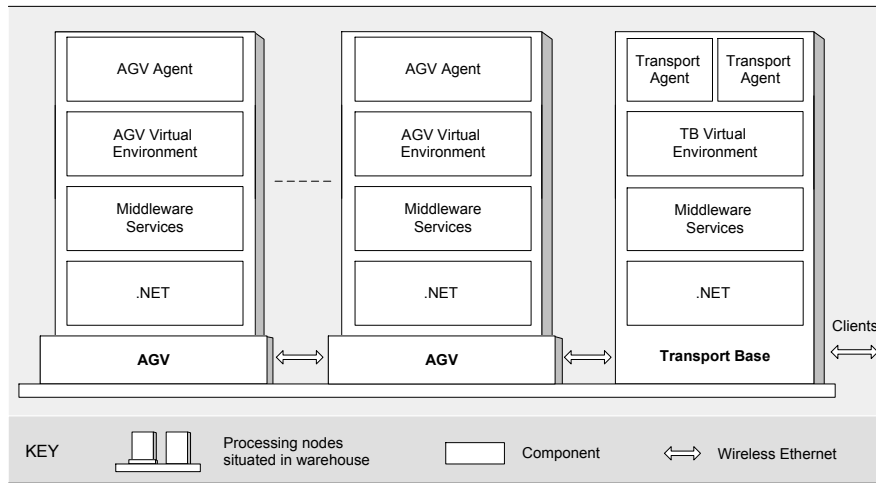 AGV Agent
AGV Virtual
Environment
Middleware
Services
.NET
AGV
AGV Agent
AGV Virtual
Environment
Middleware
Services
.NET
AGV
Transport
Agent
Transport
Agent
TB Virtual
Environment
Middleware
Services
.NET
Transport Base
Clients
KEY
Processing nodes
situated in warehouse
Component
Wireless Ethernet